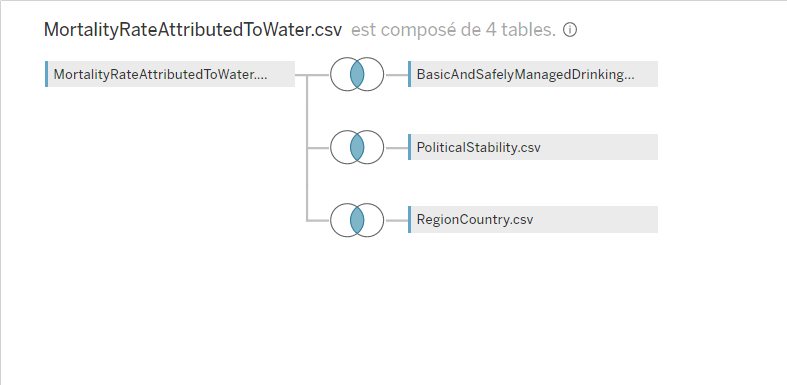 MortalityRateAttributedToWater.csv est composé de 4 tables.
MortalityRateAttributedToWater....
BasicAndSafelyManagedDrinking...
PoliticalStability.csv
RegionCountry.csv